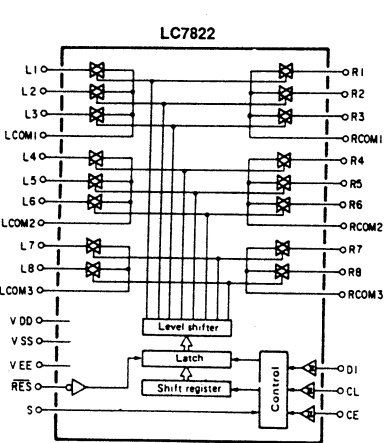 LC7822
L1
R1
L2
R2
L3
R3
LCOM1
RCOM1
L4
R4
L5
R5
L6
R6
LCOM2
RCOM2
L7
R7
L8
R8
LCOM3
RCOM3
VDD
Level shifter
VSS
Latch
VEE
DI
RES
Shift register
Control
CL
S
CE